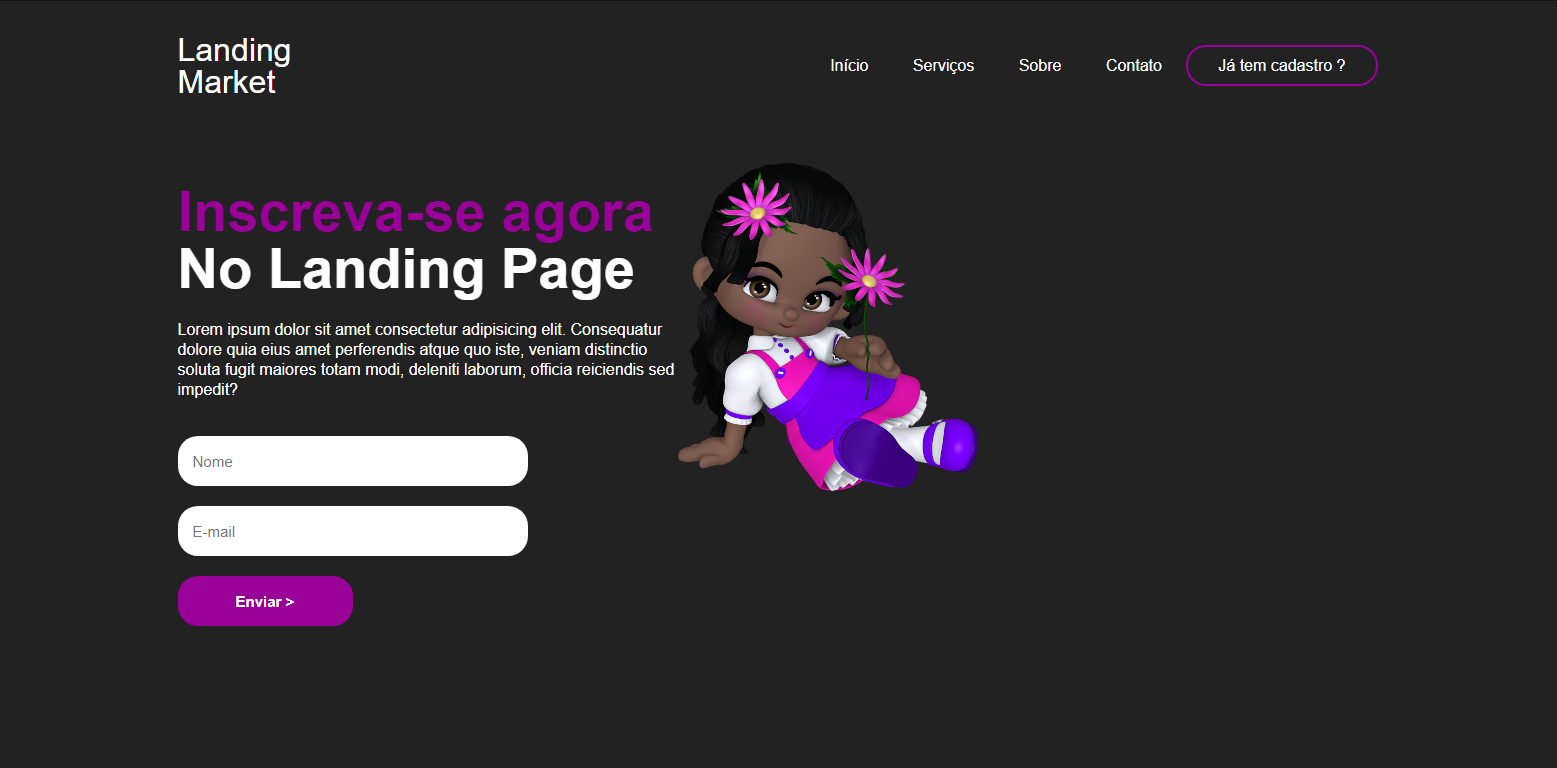 Landing
Market
Início Serviços Sobre Contato Já tem cadastro ?
Inscreva-se agora
No Landing Page
Lorem ipsum dolor sit amet consectetur adipisicing elit. Consequatur
dolore quia eius amet perferendis atque quo iste, veniam distinctio
soluta fugit maiores totam modi, deleniti laborum, officia reiciendis sed
impedit?
Nome
E-mail
Enviar >